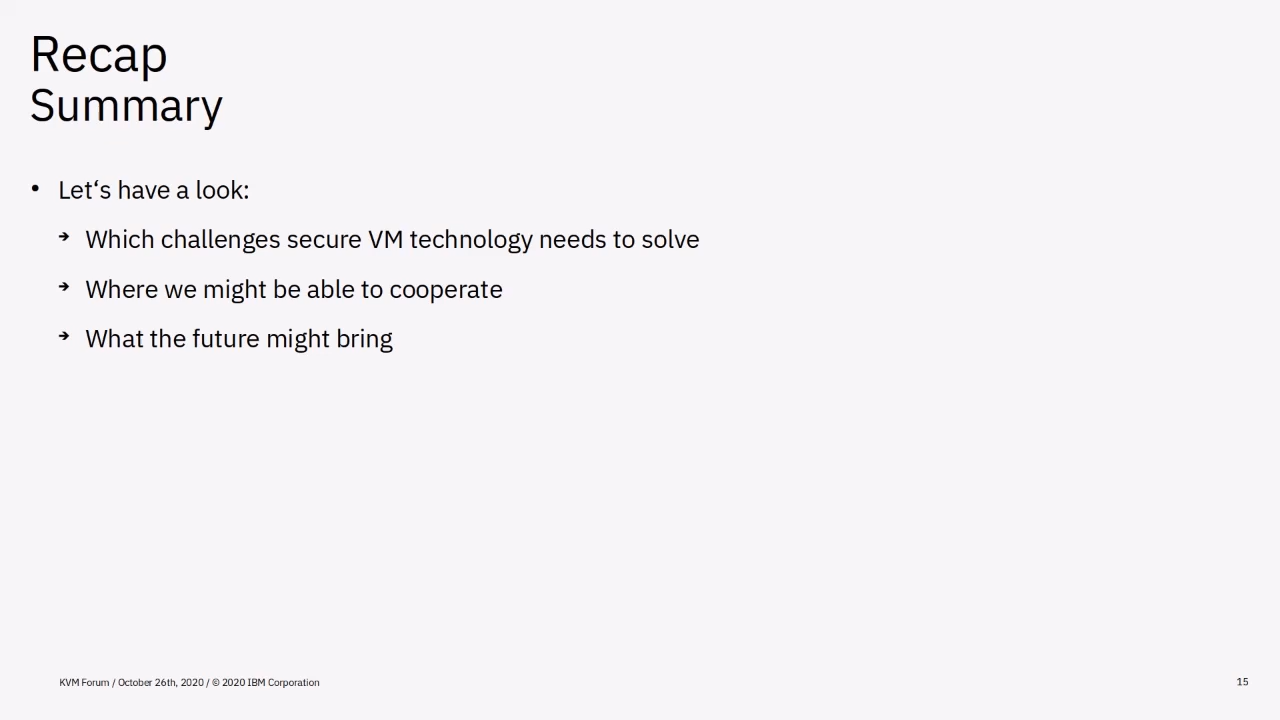 Recap
Summary
• Let‘s have a look:
➔ Which challenges secure VM technology needs to solve
➔ Where we might be able to cooperate
➔ What the future might bring
KVM Forum / October 26th, 2020 / © 2020 IBM Corporation
15